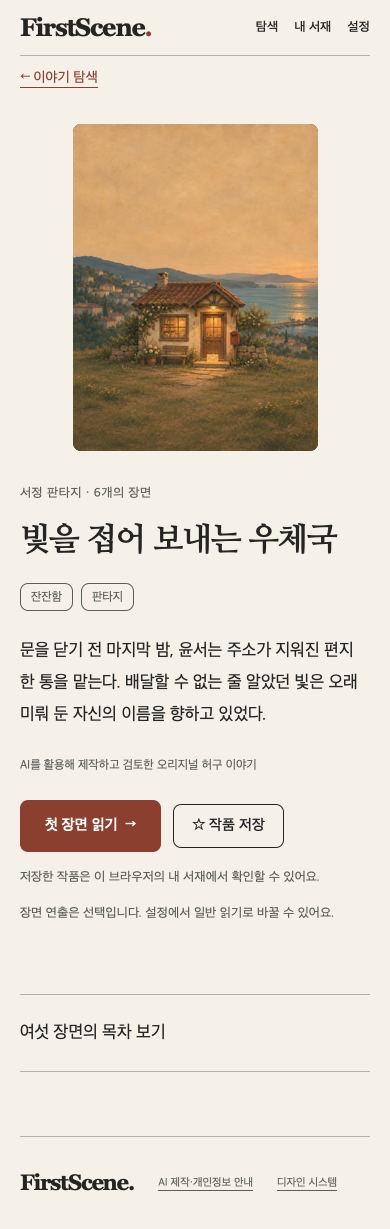 FirstScene.
탐색 내 서재 설정
← 이야기 탐색
서정 판타지 · 6개의 장면
빛을 접어 보내는 우체국
잔잔함 판타지
문을 닫기 전 마지막 밤, 윤서는 주소가 지워진 편지
한 통을 맡는다. 배달할 수 없는 줄 알았던 빛은 오래
미뤄 둔 자신의 이름을 향하고 있었다.
AI를 활용해 제작하고 검토한 오리지널 허구 이야기
첫 장면 읽기 →
☆ 작품 저장
저장한 작품은 이 브라우저의 내 서재에서 확인할 수 있어요.
장면 연출은 선택입니다. 설정에서 일반 읽기로 바꿀 수 있어요.
여섯 장면의 목차 보기
FirstScene.
AI 제작·개인정보 안내
디자인 시스템